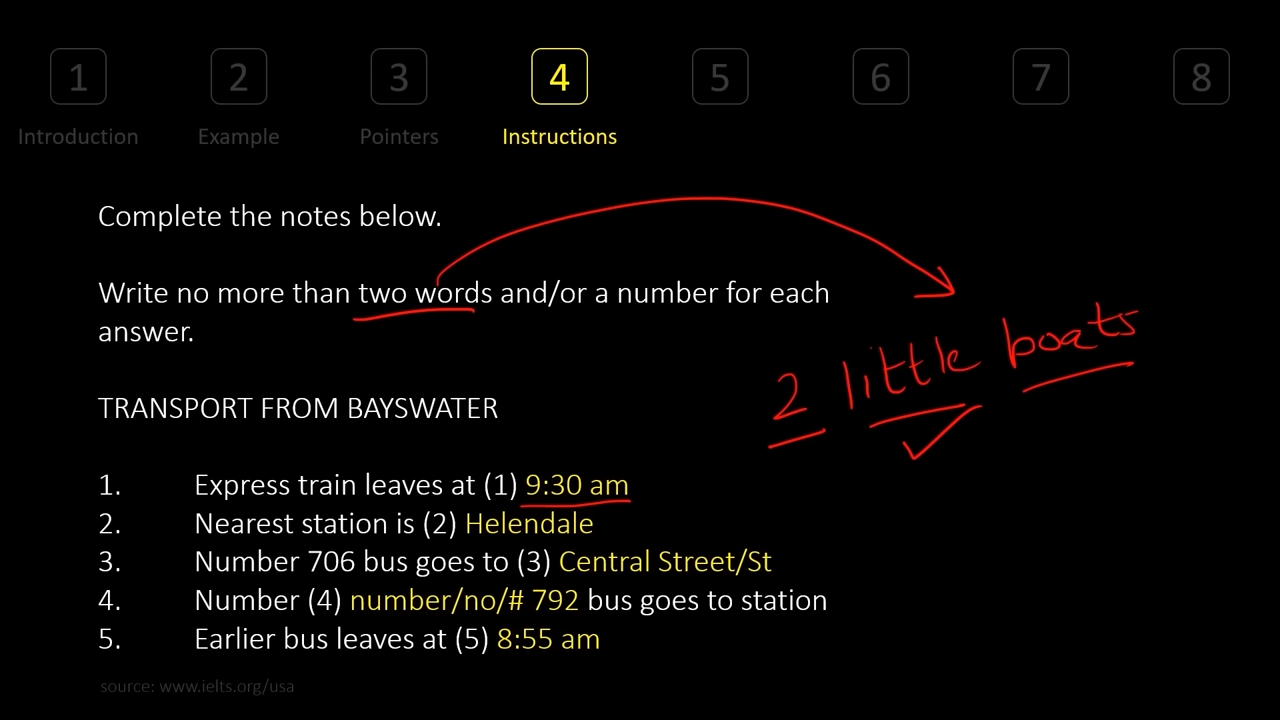 1 2 3 4 5 6 7 8
Introduction Example Pointers Instructions
Complete the notes below.
Write no more than two words and/or a number for each
answer.
2 little boats
TRANSPORT FROM BAYSWATER
1. Express train leaves at (1) 9:30 am
2. Nearest station is (2) Helendale
3. Number 706 bus goes to (3) Central Street/St
4. Number (4) number/no/# 792 bus goes to station
5. Earlier bus leaves at (5) 8:55 am
source: www.ielts.org/usa